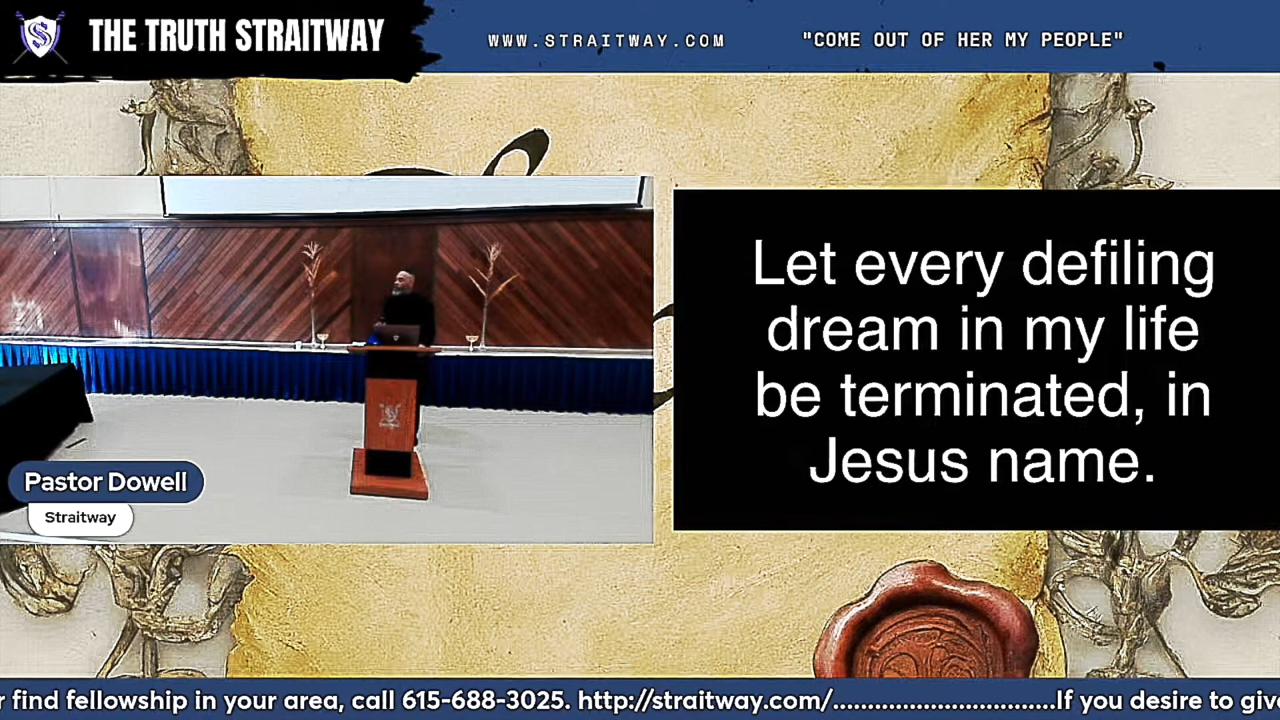 THE TRUTH STRAITWAY
WWW.STRAITWAY.COM
"COME OUT OF HER MY PEOPLE"
Let every defiling
dream in my life
be terminated, in
Jesus name.
Pastor Dowell
Straitway
r find fellowship in your area, call 615-688-3025. http://straitway.com/................................If you desire to giv